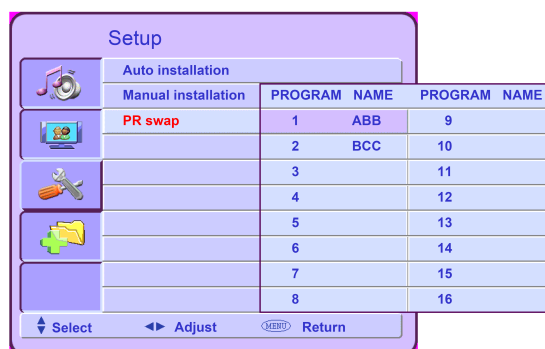 Setup
Auto installation
Manual installation
PR swap
PROGRAM NAME PROGRAM NAME
1 ABB 9
2 BCC 10
3 11
4 12
5 13
6 14
7 15
8 16
Select Adjust MENU Return